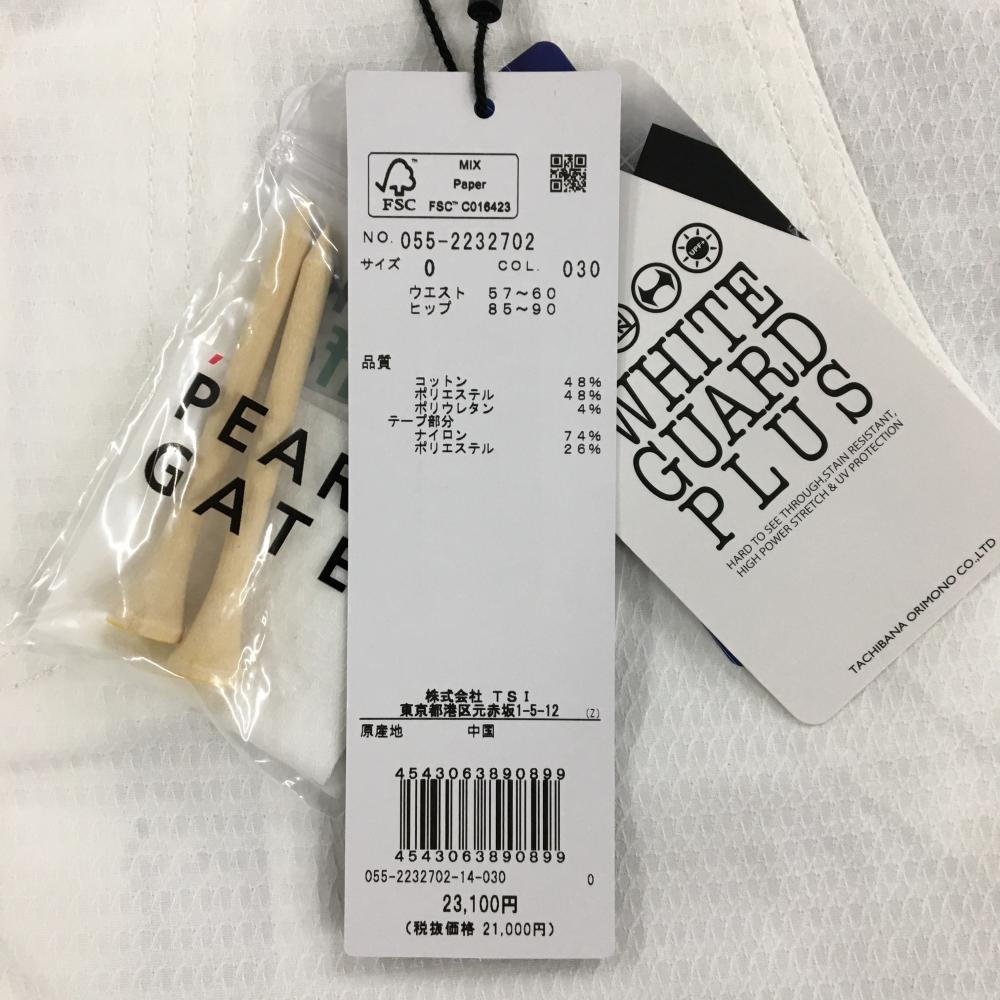 MIX
Paper
FSC™ C016423
FSC
NO. 055-2232702
サイズ 0 COL. 030
ウエスト 57～60
ヒップ 85～90
品質
コットン 48%
ポリエステル 48%
ポリウレタン 4%
テープ部分
ナイロン 74%
ポリエステル 26%
株式会社 TSI
東京都港区元赤坂1-5-12 (Z)
原産地 中国
4543063890899
4543063890899
055-2232702-14-030 0
23,100円
(税抜価格 21,000円)
PEAR
GATE
UPF+
WHITE
GUARD
PLUS
HARD TO SEE THROUGH,STAIN RESISTANT,
HIGH POWER STRETCH & UV PROTECTION
TACHIBANA ORIMONO CO.,LTD